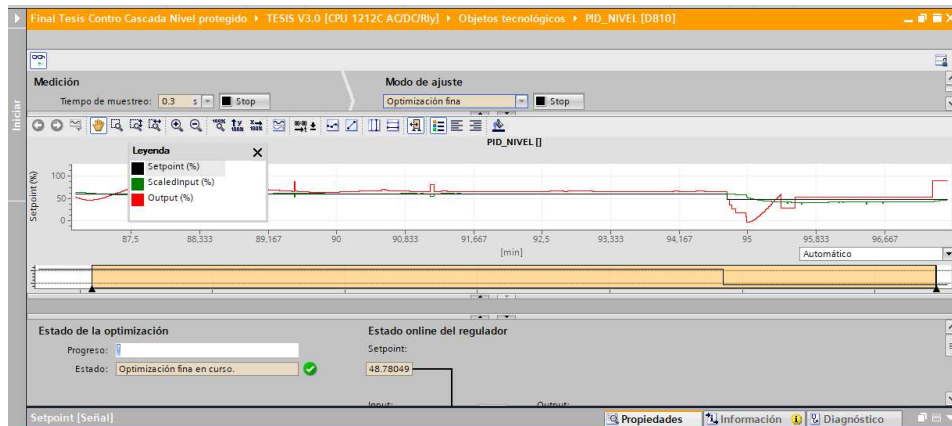 Final Tesis Contro Cascada Nivel protegido ▸ TESIS V3.0 [CPU 1212C AC/DC/Rly] ▸ Objetos tecnológicos ▸ PID_NIVEL [DB10]
Iniciar
Medición
Modo de ajuste
Tiempo de muestreo: 0.3 s Stop
Optimización fina Stop
PID_NIVEL []
Leyenda
Setpoint (%)
ScaledInput (%)
Output (%)
Setpoint (%)
100
50
0
87,5 88,333 89,167 90 90,833 91,667 92,5 93,333 94,167 95 95,833 96,667
[min]
Automático
Estado de la optimización
Estado online del regulador
Progreso:
Setpoint:
Estado: Optimización fina en curso.
48.78049
Input: Output:
Setpoint [Señal]
Propiedades Información Diagnóstico